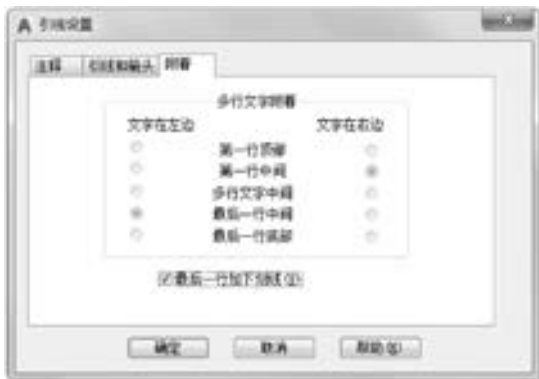 引线设置
注释 引线和箭头 附着
多行文字附着
文字在左边 文字在右边
第一行顶部
第一行中间
多行文字中间
最后一行中间
最后一行底部
最后一行加下划线(U)
确定 取消 帮助(H)